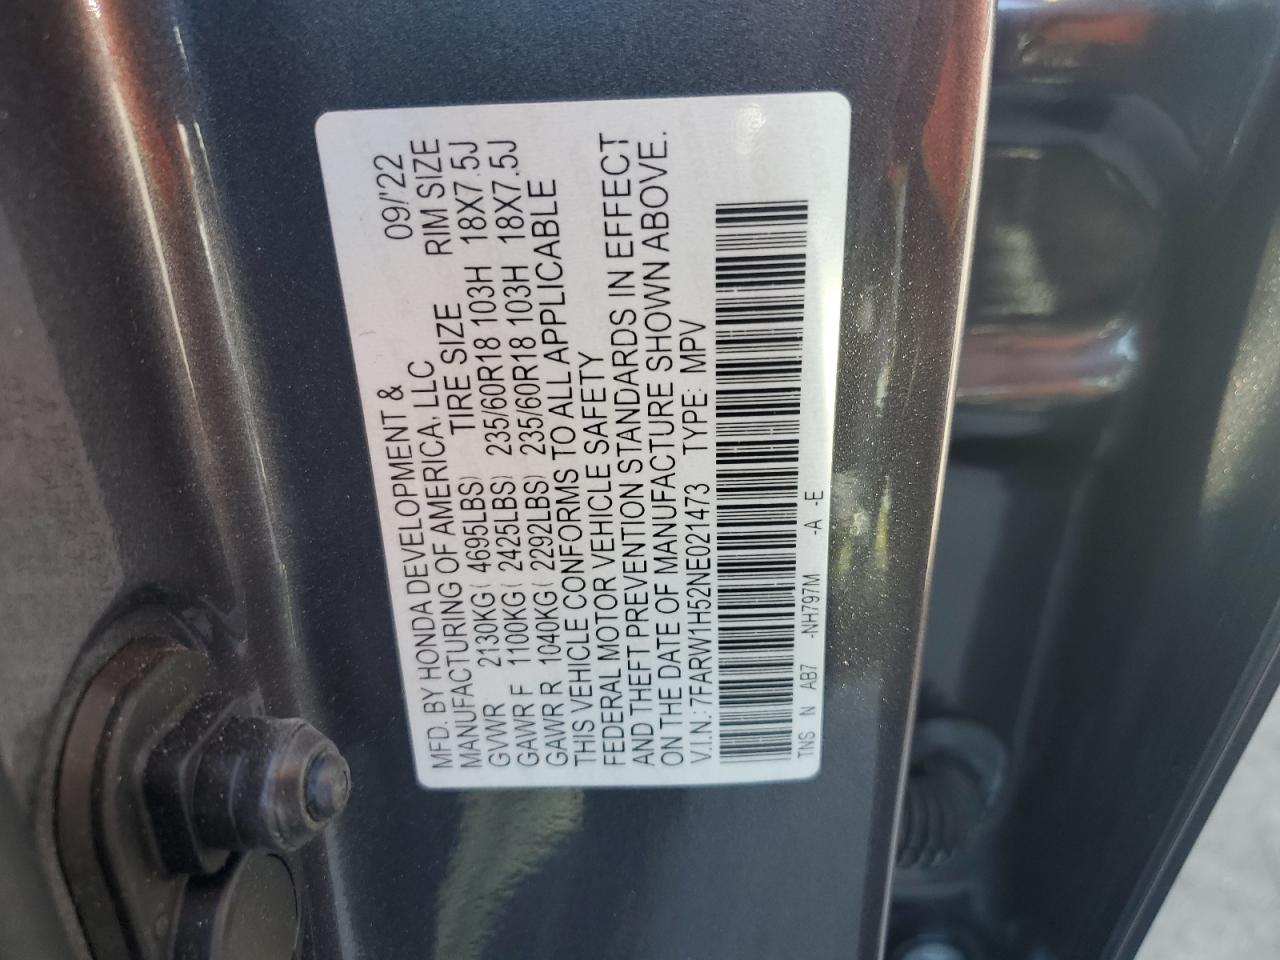 MFD. BY HONDA DEVELOPMENT & 09/'22
MANUFACTURING OF AMERICA, LLC
TIRE SIZE RIM SIZE
GVWR 2130KG( 4695LBS)
GAWR F 1100KG( 2425LBS) 235/60R18 103H 18X7.5J
GAWR R 1040KG( 2292LBS) 235/60R18 103H 18X7.5J
THIS VEHICLE CONFORMS TO ALL APPLICABLE
FEDERAL MOTOR VEHICLE SAFETY
AND THEFT PREVENTION STANDARDS IN EFFECT
ON THE DATE OF MANUFACTURE SHOWN ABOVE.
V.I.N.: 7FARW1H52NE021473 TYPE: MPV
TNS N AB7 -NH797M -A -E